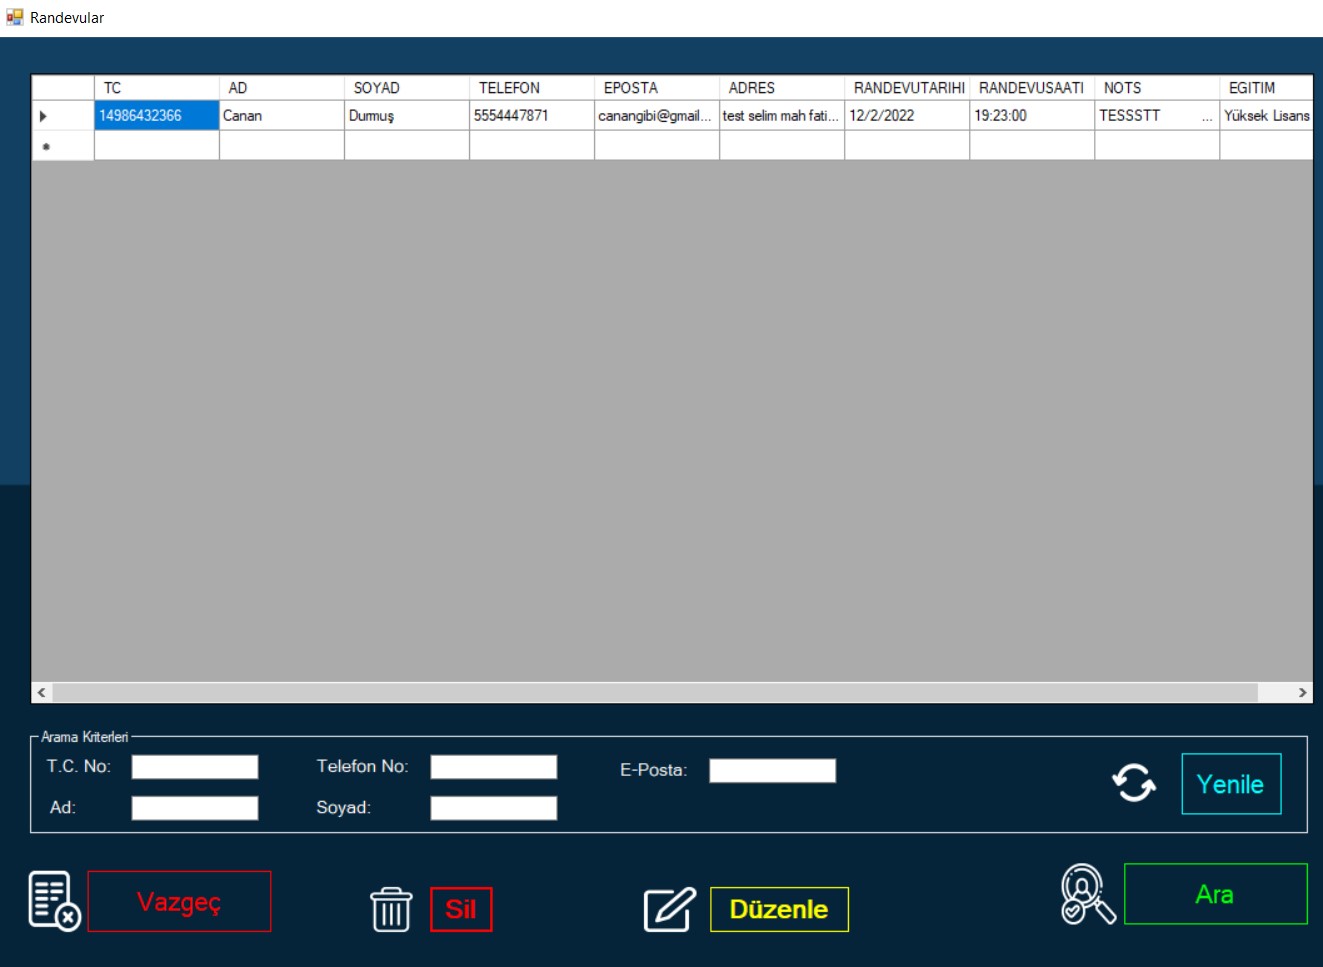 Randevular
TC AD SOYAD TELEFON EPOSTA ADRES RANDEVUTARIHI RANDEVUSAATI NOTS EGITIM
14986432366 Canan Durmuş 5554447871 canangibi@gmail... test selim mah fati... 12/2/2022 19:23:00 TESSSTT ... Yüksek Lisans
Arama Kriterleri
T.C. No: Telefon No: E-Posta:
Yenile
Ad: Soyad:
Vazgeç Sil Düzenle Ara